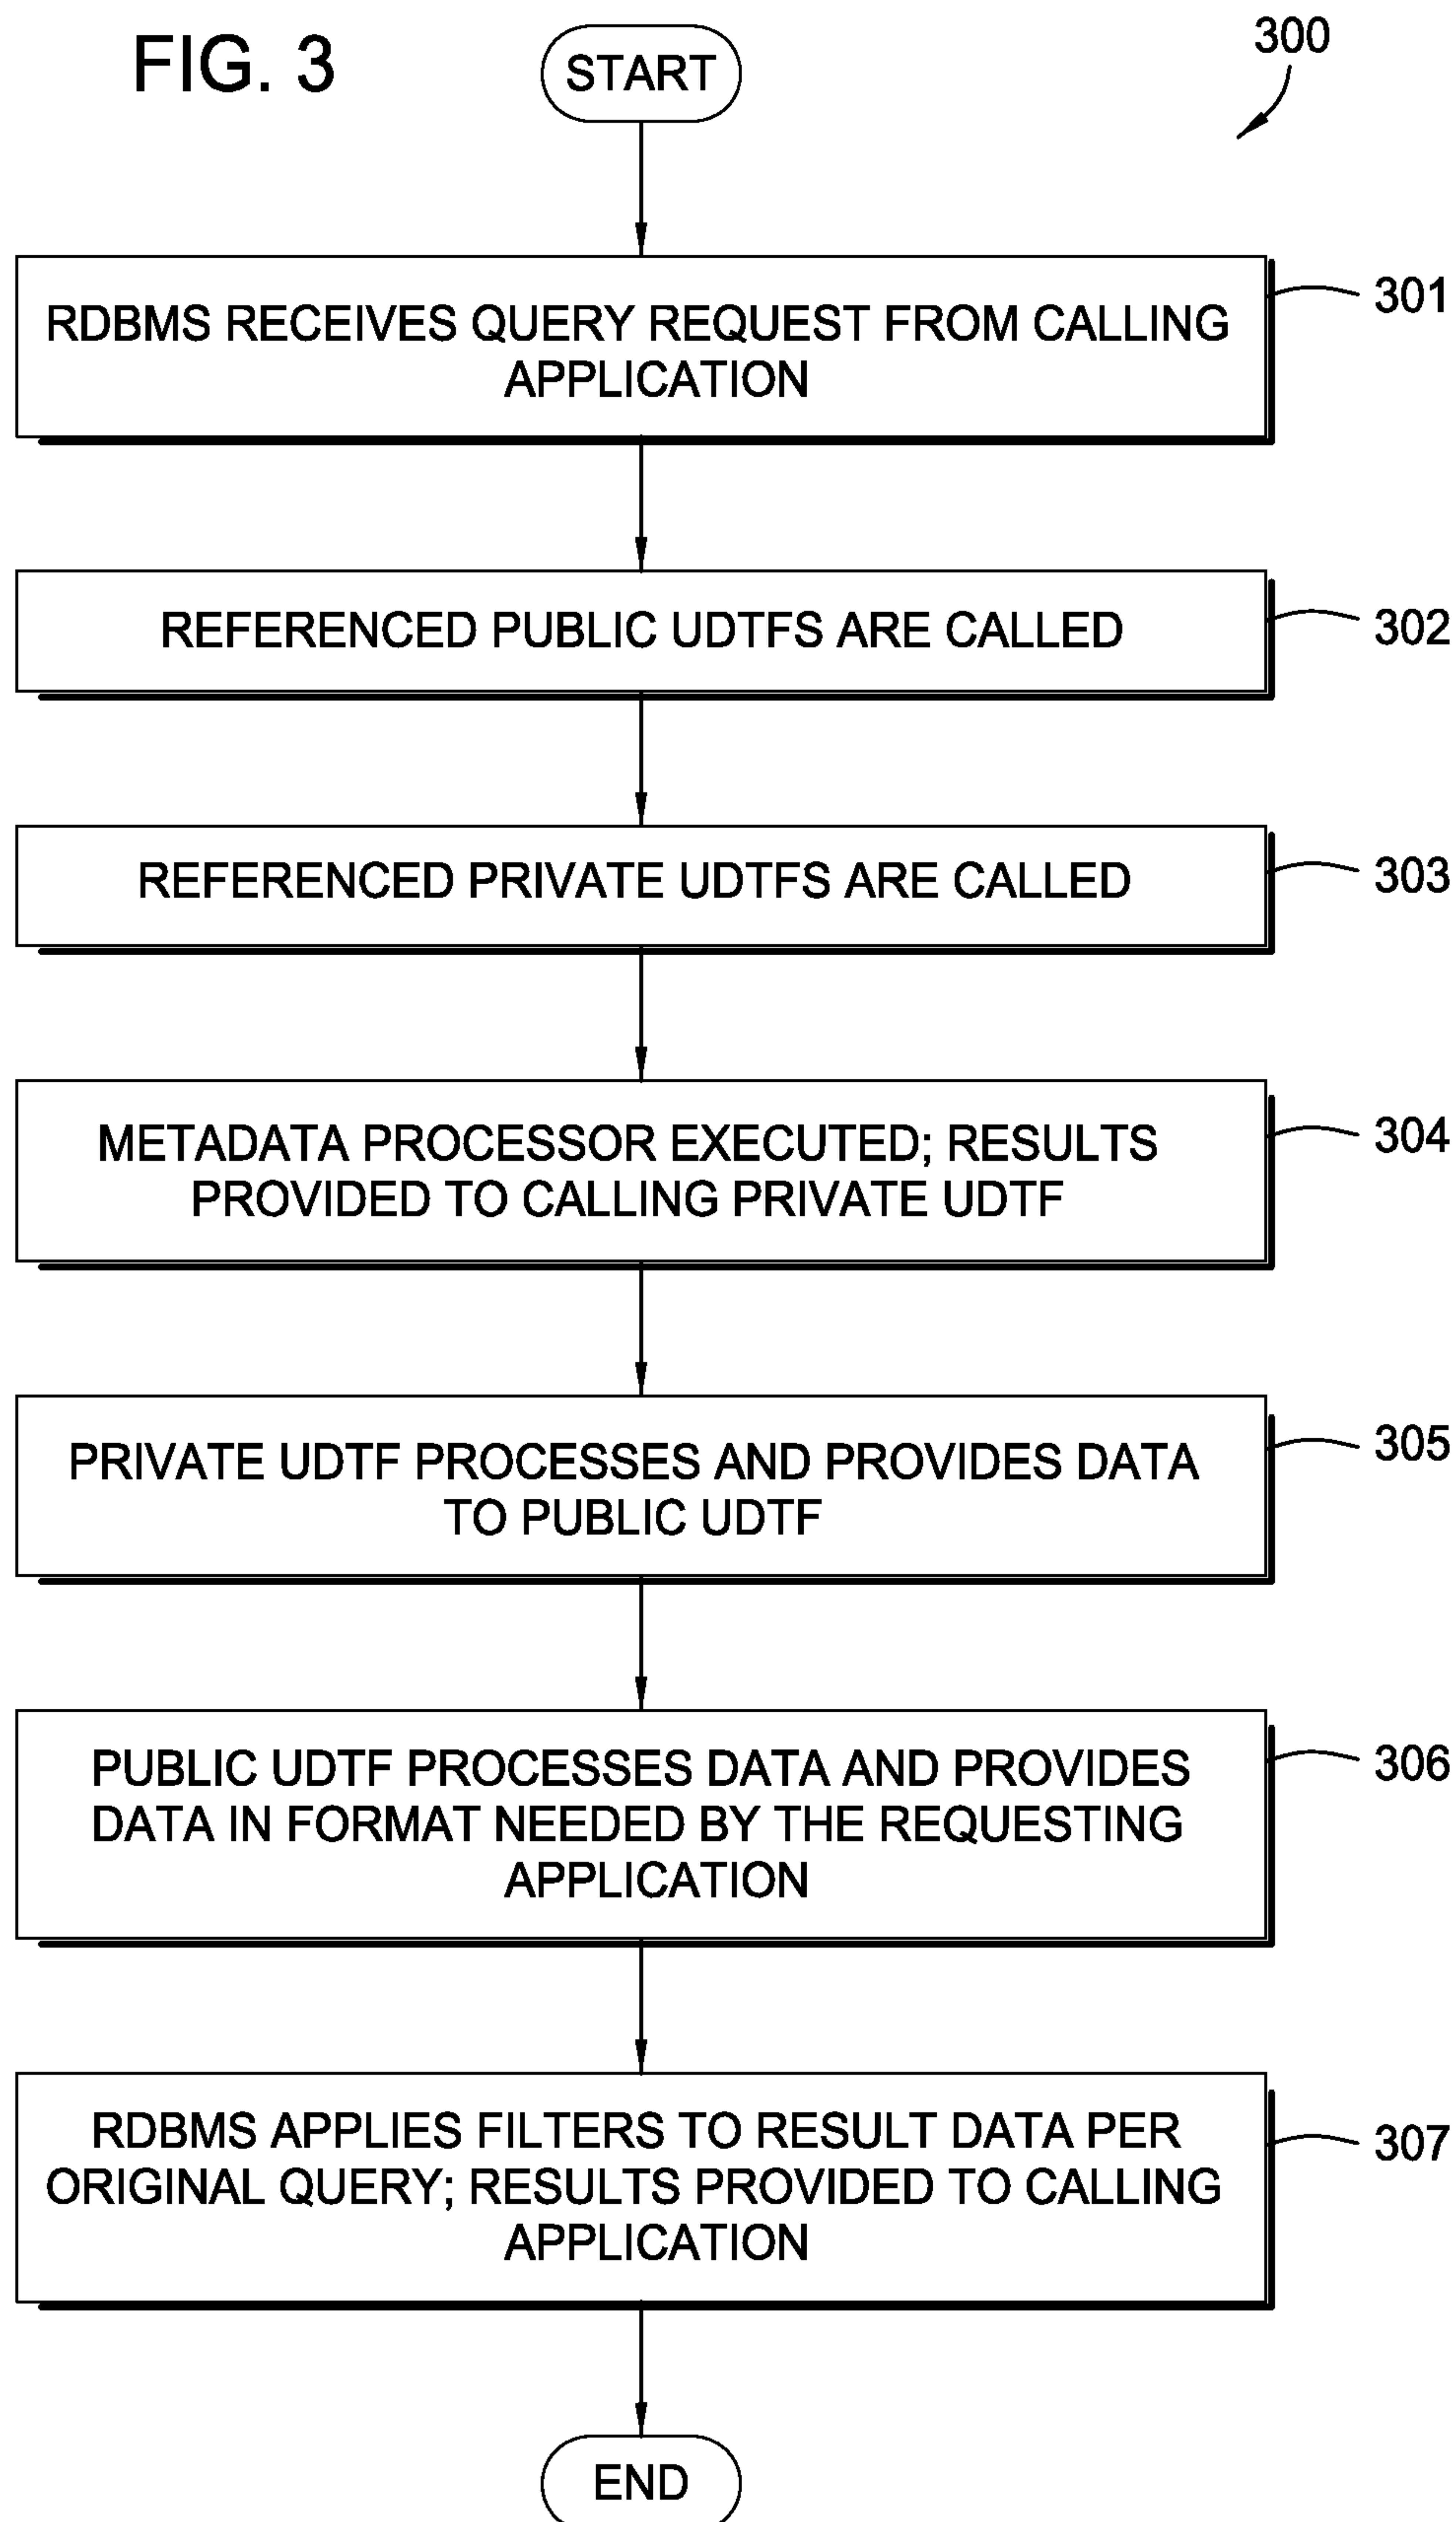 FIG. 3
START
300
RDBMS RECEIVES QUERY REQUEST FROM CALLING
APPLICATION
301
REFERENCED PUBLIC UDTFS ARE CALLED
302
REFERENCED PRIVATE UDTFS ARE CALLED
303
METADATA PROCESSOR EXECUTED; RESULTS
PROVIDED TO CALLING PRIVATE UDTF
304
PRIVATE UDTF PROCESSES AND PROVIDES DATA
TO PUBLIC UDTF
305
PUBLIC UDTF PROCESSES DATA AND PROVIDES
DATA IN FORMAT NEEDED BY THE REQUESTING
APPLICATION
306
RDBMS APPLIES FILTERS TO RESULT DATA PER
ORIGINAL QUERY; RESULTS PROVIDED TO CALLING
APPLICATION
307
END